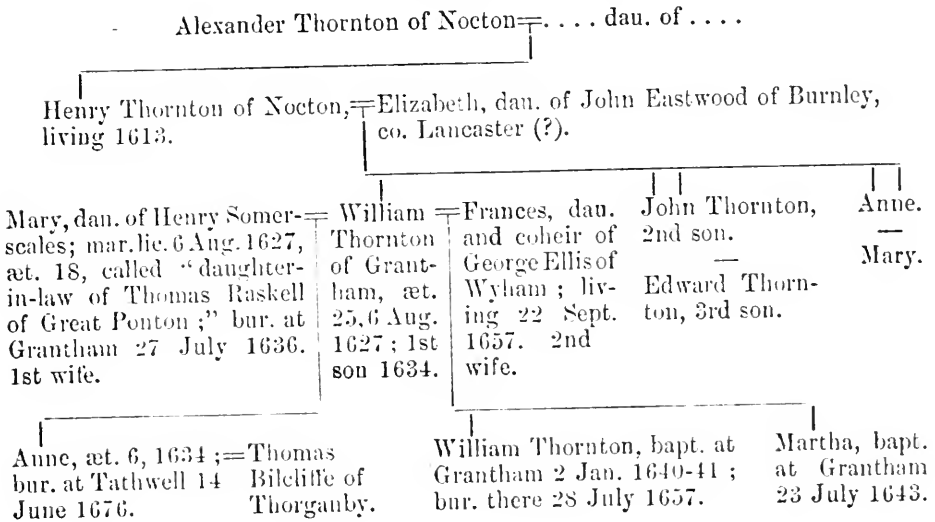 Alexander Thornton of Nocton=. . . . dau. of . . . .
Henry Thornton of Nocton,=Elizabeth, dau. of John Eastwood of Burnley,
living 1613.
co. Lancaster (?).
Mary, dau. of Henry Somer-
scales; mar. lic. 6 Aug. 1627,
æt. 18, called “daughter-
in-law of Thomas Raskell
of Great Ponton;” bur. at
Grantham 27 July 1636.
1st wife.
= William =
Thornton
of Grant-
ham, æt.
25, 6 Aug.
1627; 1st
son 1634.
Frances, dau.
and coheir of
George Ellis of
Wyham; liv-
ing 22 Sept.
1657. 2nd
wife.
John Thornton,
2nd son.
—
Edward Thorn-
ton, 3rd son.
Anne.
—
Mary.
Anne, æt. 6, 1634;=Thomas
bur. at Tathwell 14
June 1676.
Bilcliffe of
Thorganby.
William Thornton, bapt. at
Grantham 2 Jan. 1640-41;
bur. there 28 July 1657.
Martha, bapt.
at Grantham
23 July 1643.